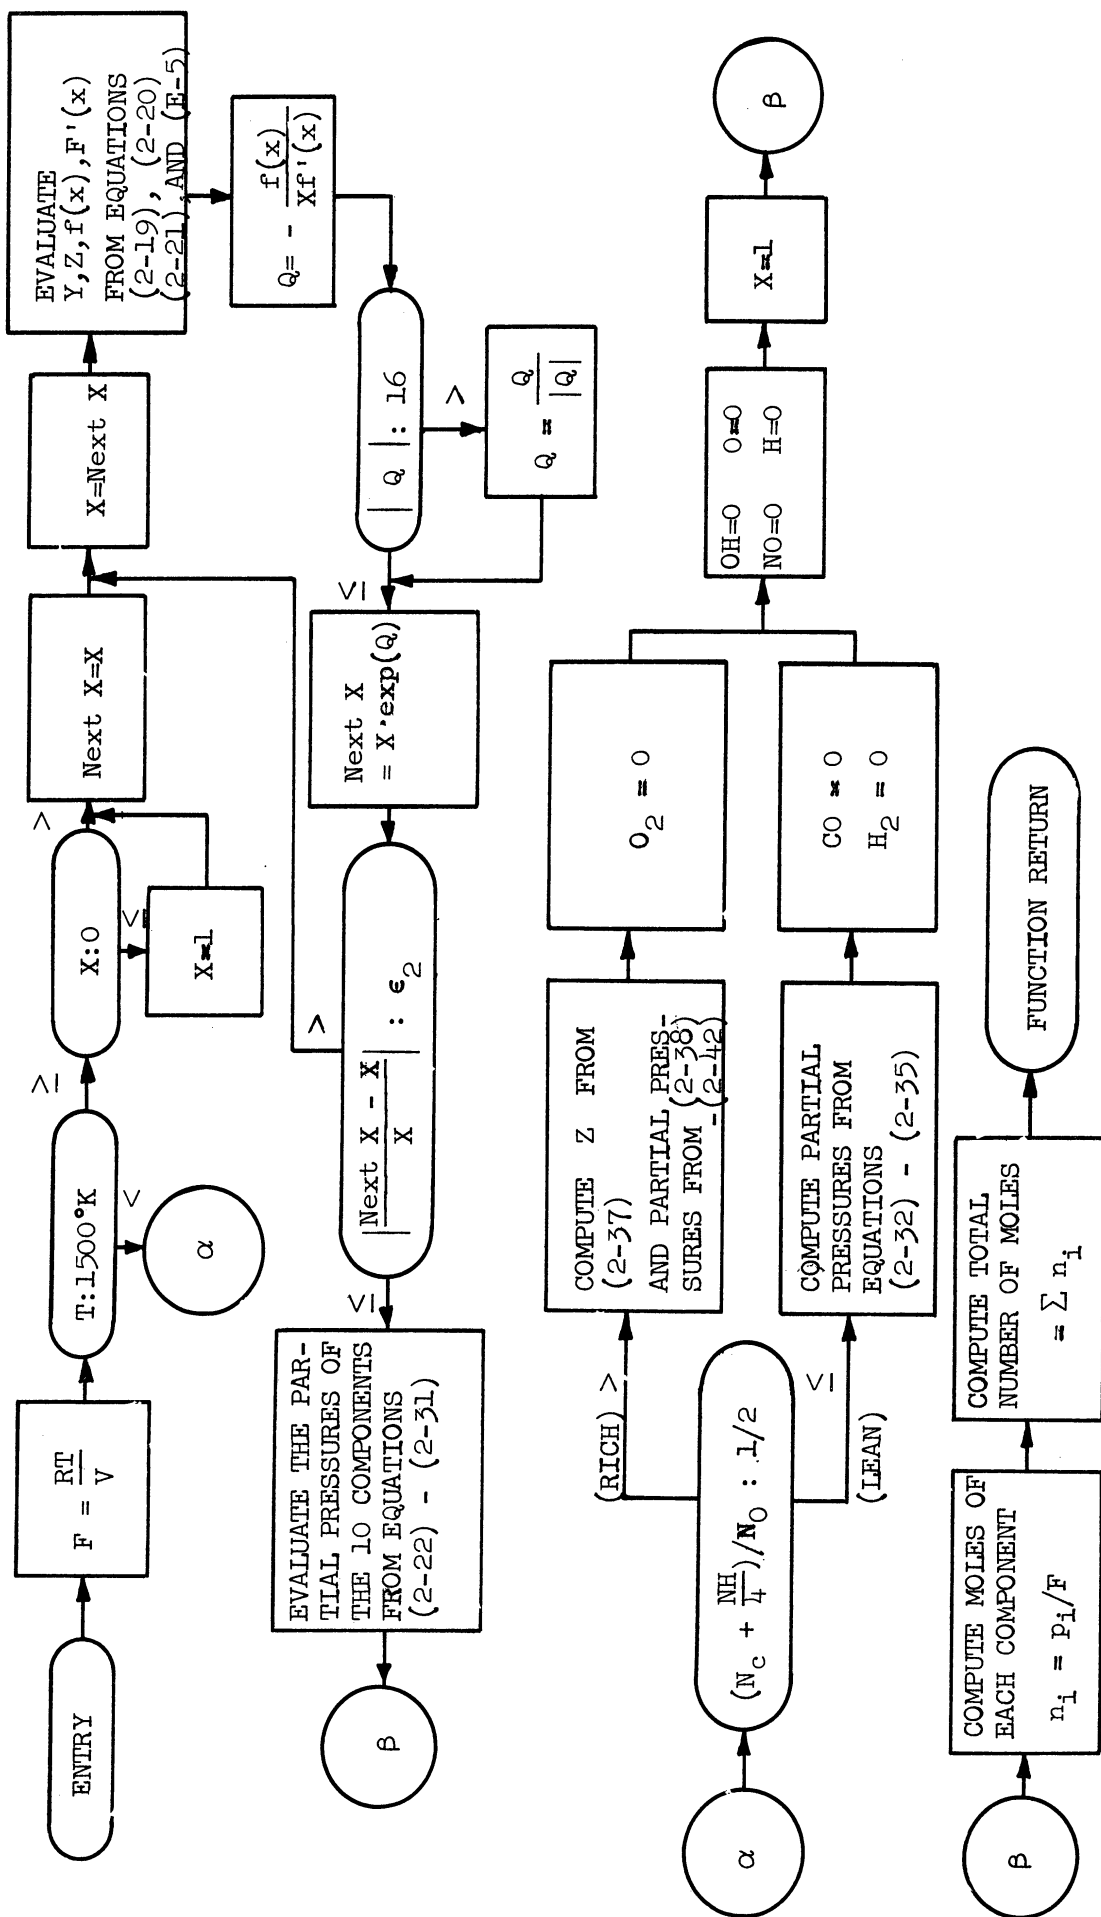 ENTRY
F = RT/V
T:1500°K
≥
<
α
X:0
>
≤
X=1
Next X=X
X=Next X
EVALUATE
Y,Z,f(x),F'(x)
FROM EQUATIONS
(2-19), (2-20)
(2-21), AND (E-5)
Q= - f(x)/Xf'(x)
|Q|: 16
>
Q = Q/|Q|
≤
Next X
= X·exp(Q)
|Next X - X / X| : ϵ2
>
≤
EVALUATE THE PAR-
TIAL PRESSURES OF
THE 10 COMPONENTS
FROM EQUATIONS
(2-22) - (2-31)
β
α
(Nc + NH/4)/NO : 1/2
(RICH) >
≤
(LEAN)
COMPUTE Z FROM
(2-37)
AND PARTIAL PRES-
SURES FROM (2-38)
- (2-42)
O2 = 0
COMPUTE PARTIAL
PRESSURES FROM
EQUATIONS
(2-32) - (2-35)
CO = 0
H2 = 0
OH=0 O=0
NO=0 H=0
X=1
β
β
COMPUTE MOLES OF
EACH COMPONENT
ni = pi/F
COMPUTE TOTAL
NUMBER OF MOLES
= Σ ni
FUNCTION RETURN